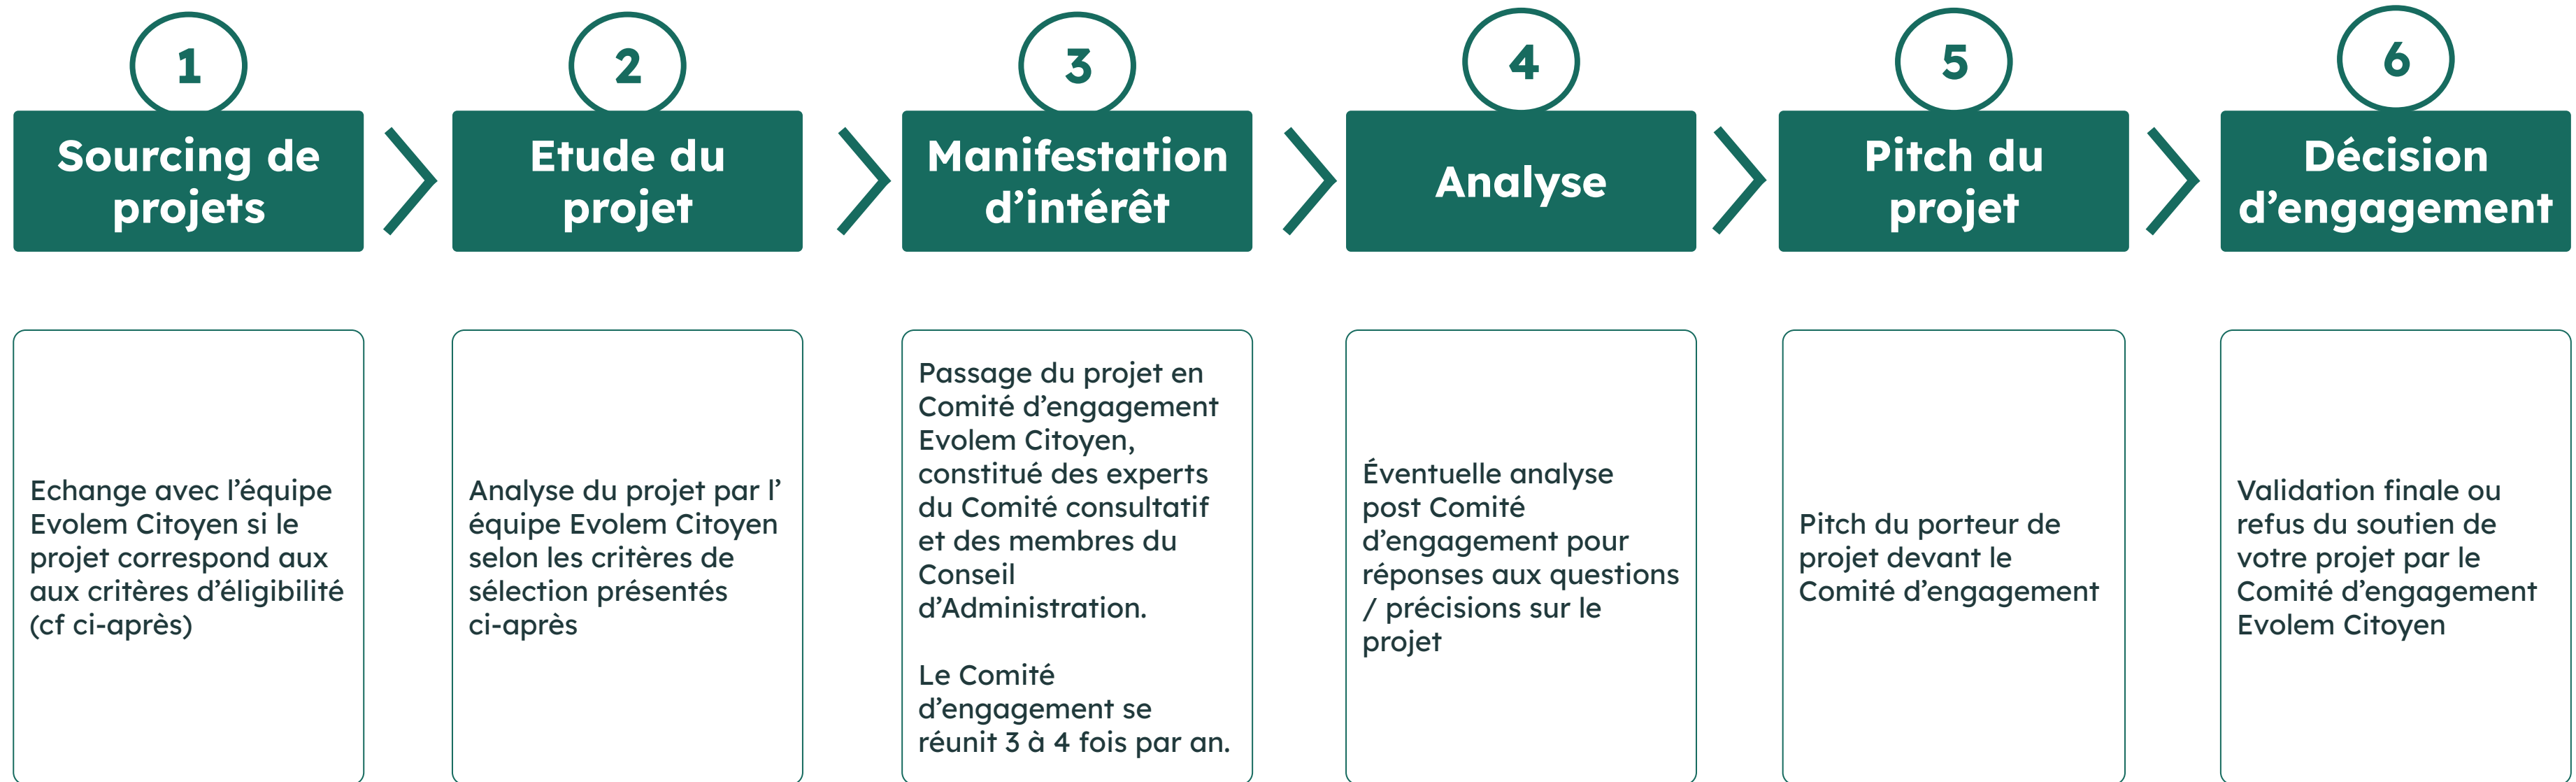 1
Sourcing de
projets
2
Etude du
projet
3
Manifestation
d’intérêt
4
Analyse
5
Pitch du
projet
6
Décision
d’engagement
Echange avec l’équipe
Evolem Citoyen si le
projet correspond aux
aux critères d’éligibilité
(cf ci-après)
Analyse du projet par l’
équipe Evolem Citoyen
selon les critères de
sélection présentés
ci-après
Passage du projet en
Comité d’engagement
Evolem Citoyen,
constitué des experts
du Comité consultatif
et des membres du
Conseil
d’Administration.
Le Comité
d’engagement se
réunit 3 à 4 fois par an.
Éventuelle analyse
post Comité
d’engagement pour
réponses aux questions
/ précisions sur le
projet
Pitch du porteur de
projet devant le
Comité d’engagement
Validation finale ou
refus du soutien de
votre projet par le
Comité d’engagement
Evolem Citoyen